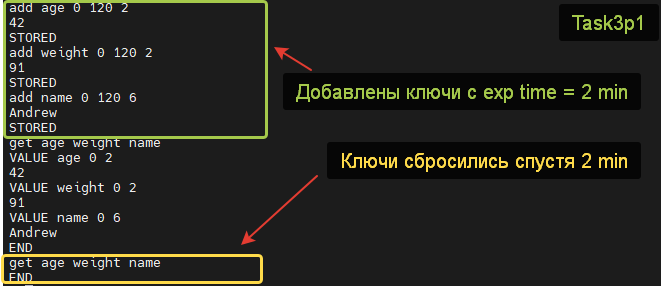 add age 0 120 2
42
STORED
add weight 0 120 2
91
STORED
add name 0 120 6
Andrew
STORED
get age weight name
VALUE age 0 2
42
VALUE weight 0 2
91
VALUE name 0 6
Andrew
END
get age weight name
END
Task3p1
Добавлены ключи с exp time = 2 min
Ключи сбросились спустя 2 min